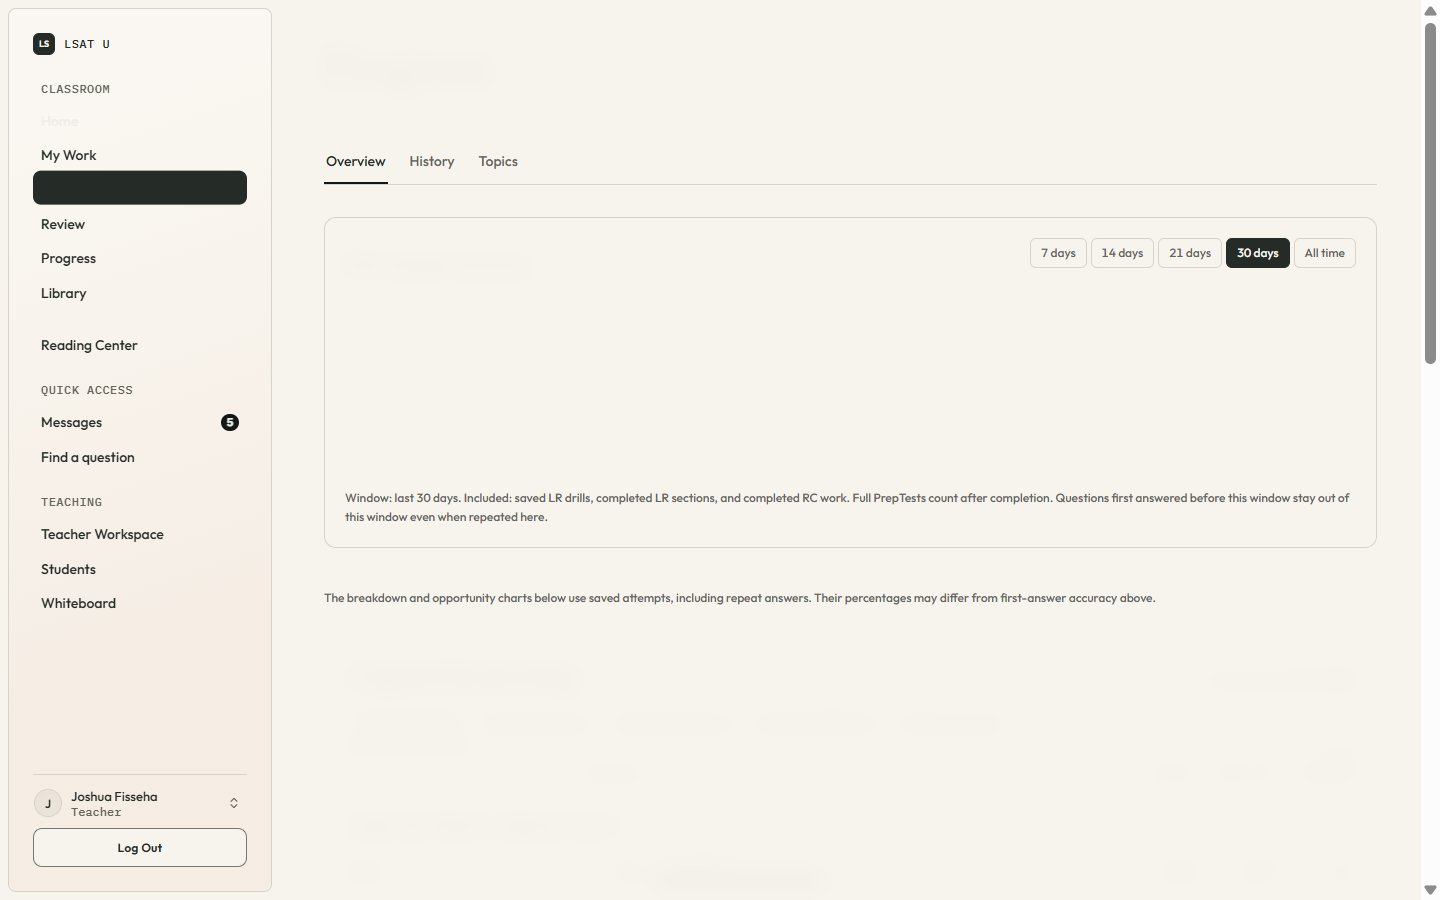 LS LSAT U
CLASSROOM
Home
My Work
Review
Progress
Library
Reading Center
QUICK ACCESS
Messages 5
Find a question
TEACHING
Teacher Workspace
Students
Whiteboard
J Joshua Fisseha
Teacher
Log Out
Overview History Topics
7 days 14 days 21 days 30 days All time
Window: last 30 days. Included: saved LR drills, completed LR sections, and completed RC work. Full PrepTests count after completion. Questions first answered before this window stay out of
this window even when repeated here.
The breakdown and opportunity charts below use saved attempts, including repeat answers. Their percentages may differ from first-answer accuracy above.